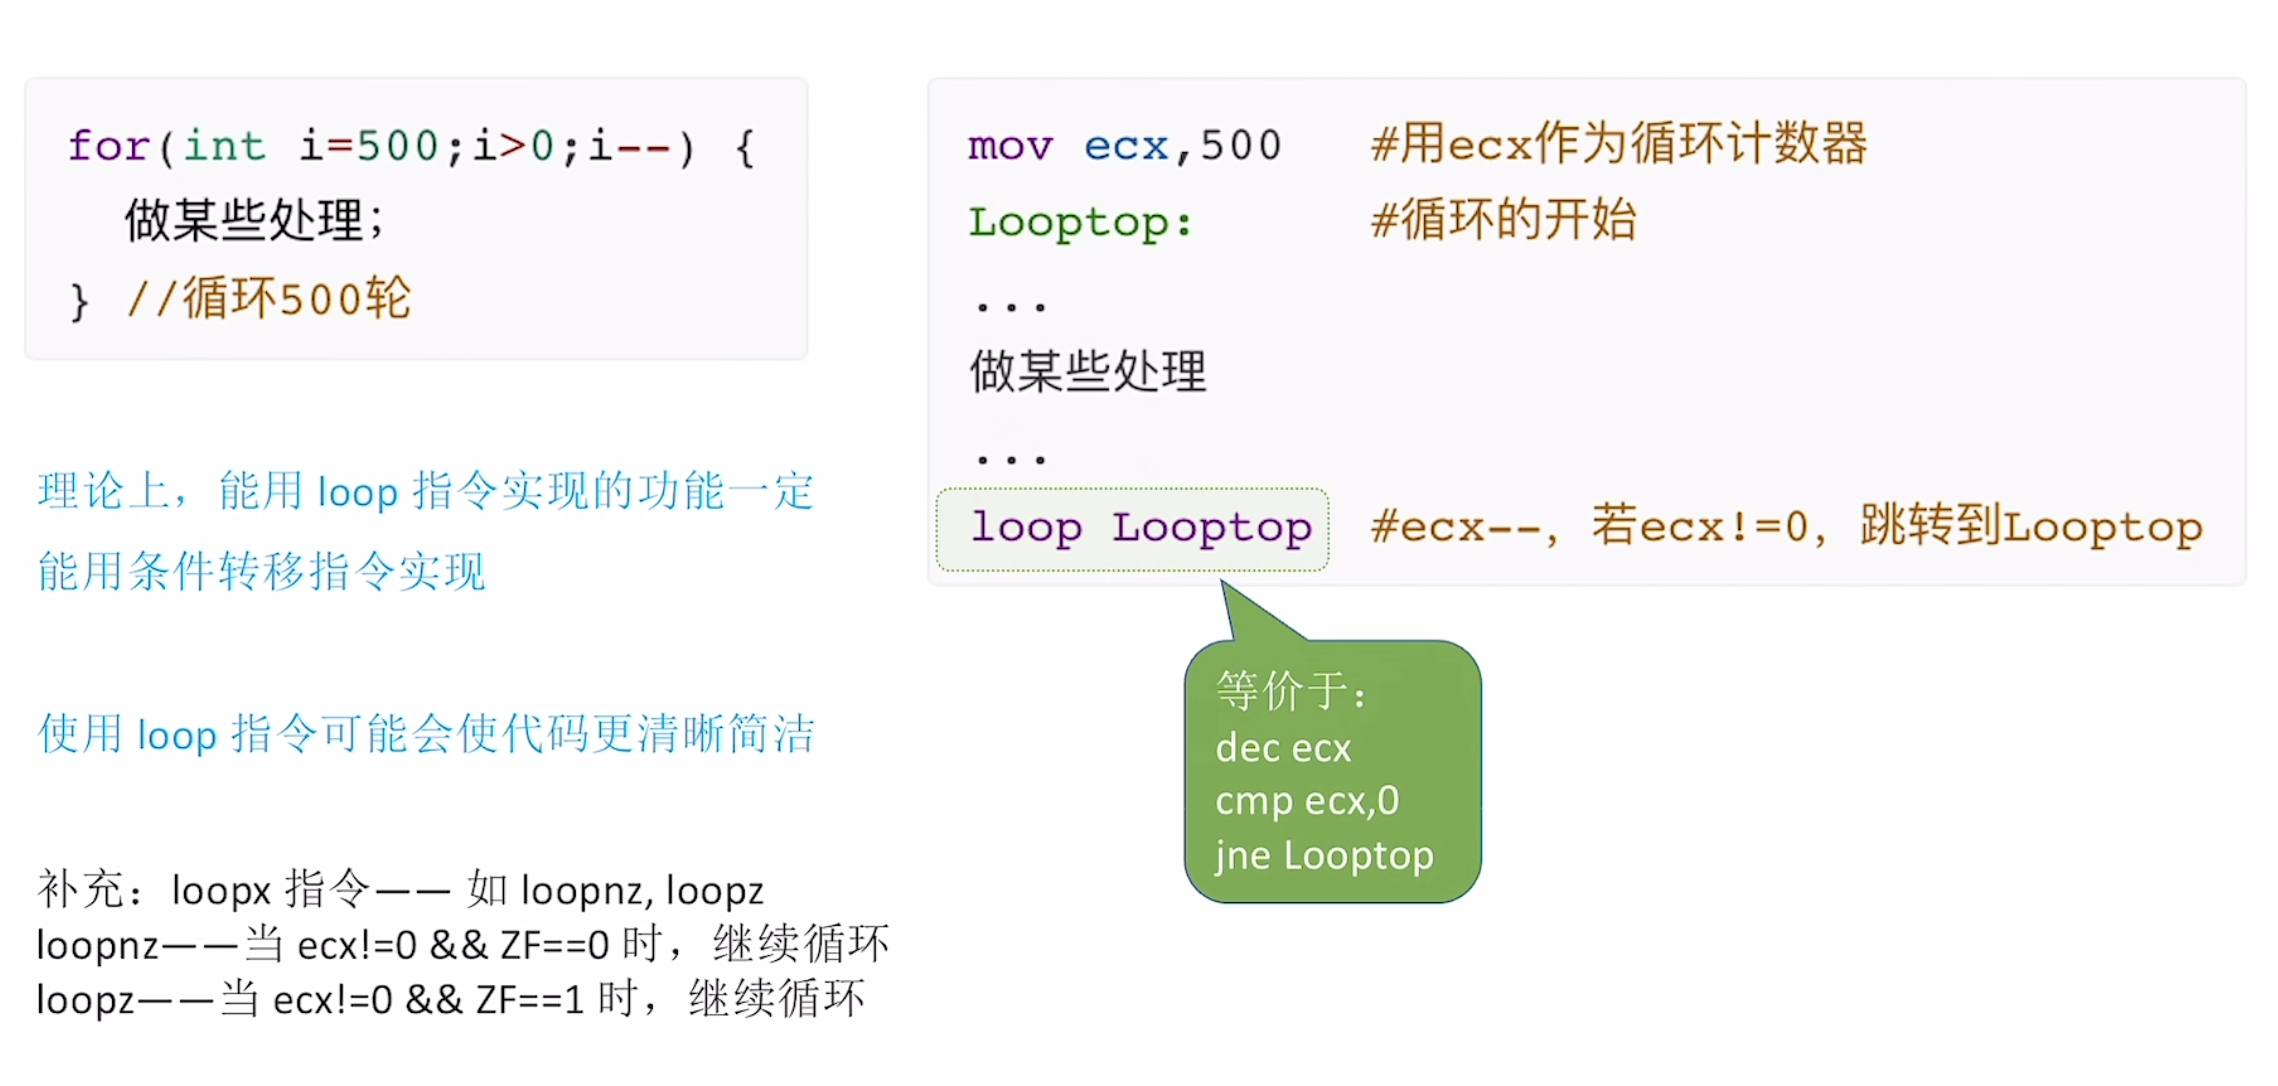 for(int i=500;i>0;i--) {
做某些处理;
} //循环500轮
理论上，能用 loop 指令实现的功能一定
能用条件转移指令实现
使用 loop 指令可能会使代码更清晰简洁
补充：loopx 指令—— 如 loopnz, loopz
loopnz——当 ecx!=0 && ZF==0 时，继续循环
loopz——当 ecx!=0 && ZF==1 时，继续循环
mov ecx,500 #用ecx作为循环计数器
Looptop: #循环的开始
...
做某些处理
...
loop Looptop #ecx--，若ecx!=0，跳转到Looptop
等价于：
dec ecx
cmp ecx,0
jne Looptop